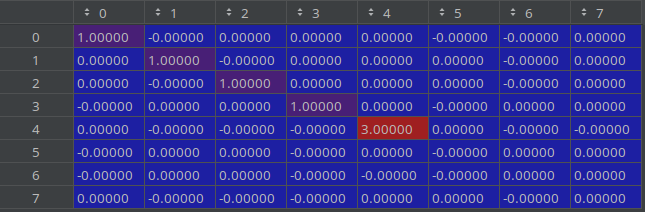 0 1 2 3 4 5 6 7
0 1.00000 -0.00000 0.00000 0.00000 0.00000 -0.00000 -0.00000 0.00000
1 0.00000 1.00000 -0.00000 0.00000 0.00000 0.00000 -0.00000 0.00000
2 0.00000 -0.00000 1.00000 0.00000 0.00000 0.00000 -0.00000 0.00000
3 -0.00000 0.00000 0.00000 1.00000 0.00000 -0.00000 0.00000 0.00000
4 0.00000 -0.00000 -0.00000 -0.00000 3.00000 0.00000 -0.00000 -0.00000
5 -0.00000 0.00000 0.00000 -0.00000 0.00000 -0.00000 0.00000 0.00000
6 -0.00000 0.00000 0.00000 -0.00000 -0.00000 0.00000 -0.00000 0.00000
7 0.00000 -0.00000 -0.00000 -0.00000 0.00000 0.00000 -0.00000 0.00000